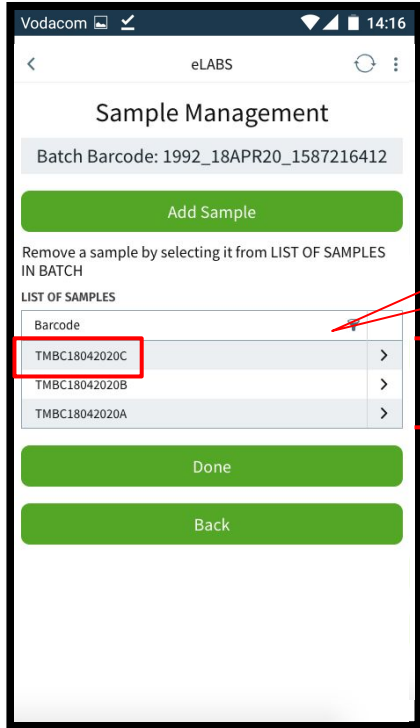 Vodacom 14:16
eLABS
Sample Management
Batch Barcode: 1992_18APR20_1587216412
Add Sample
Remove a sample by selecting it from LIST OF SAMPLES
IN BATCH
LIST OF SAMPLES
Barcode
TMBC18042020C
TMBC18042020B
TMBC18042020A
Done
Back